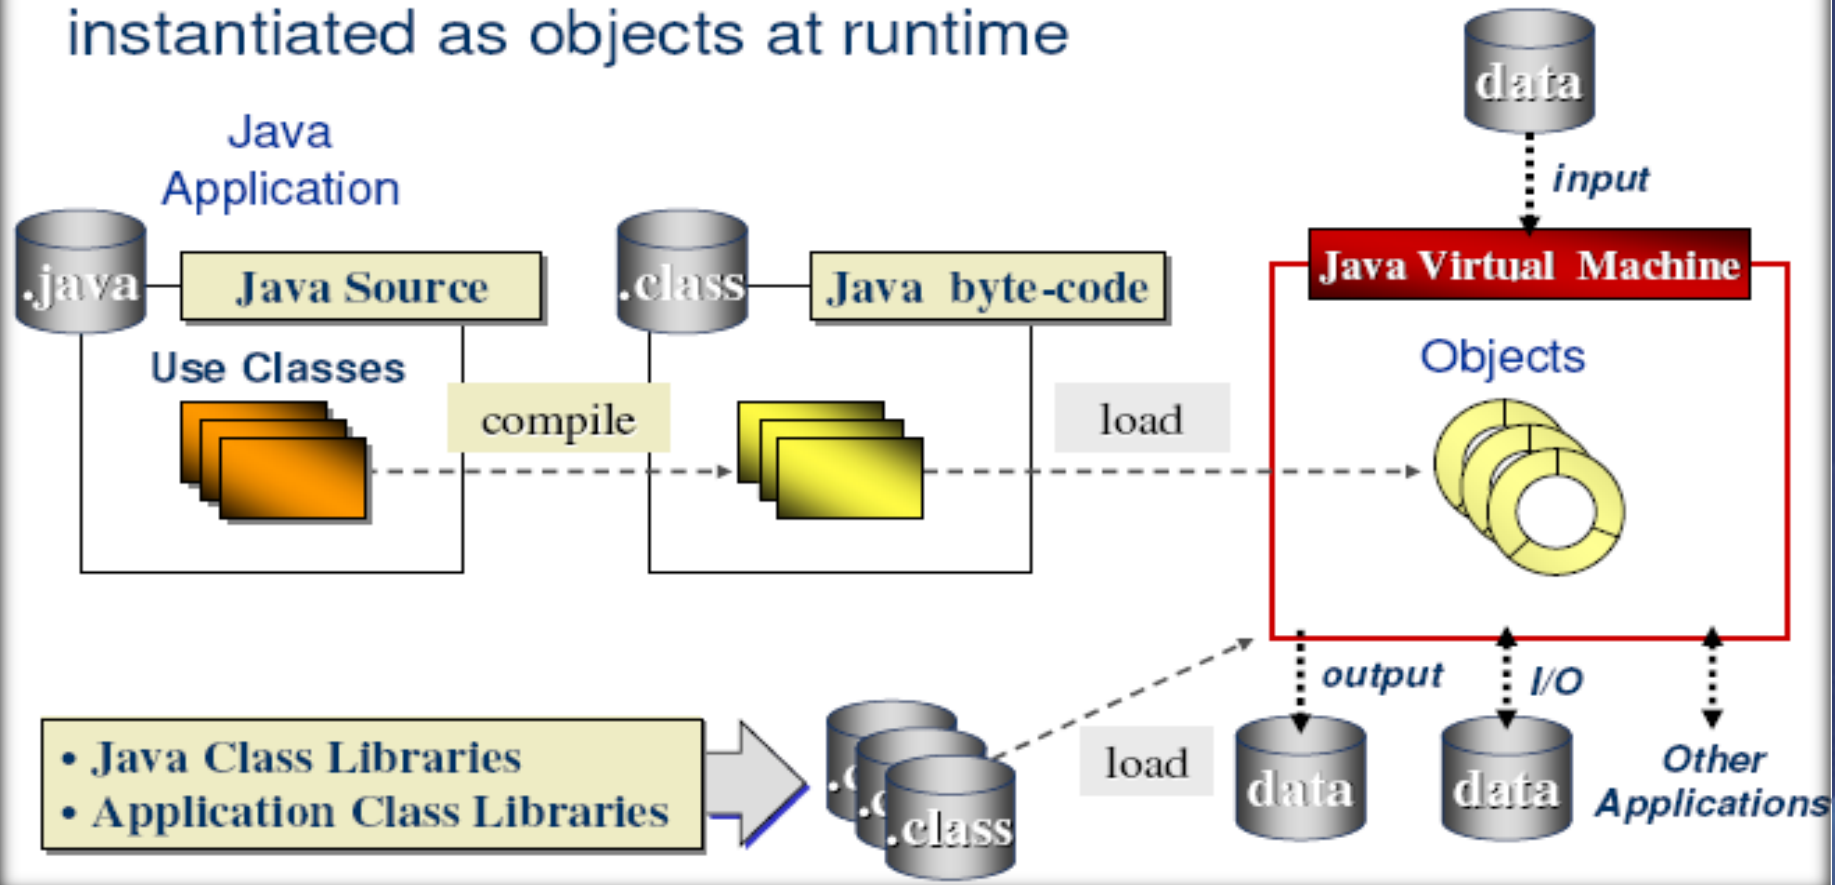 instantiated as objects at runtime
data
input
Java
Application
.java
Java Source
.class
Java byte-code
Java Virtual Machine
Use Classes
compile
load
Objects
output
I/O
• Java Class Libraries
• Application Class Libraries
.c
.c
.class
load
data
data
Other
Applications